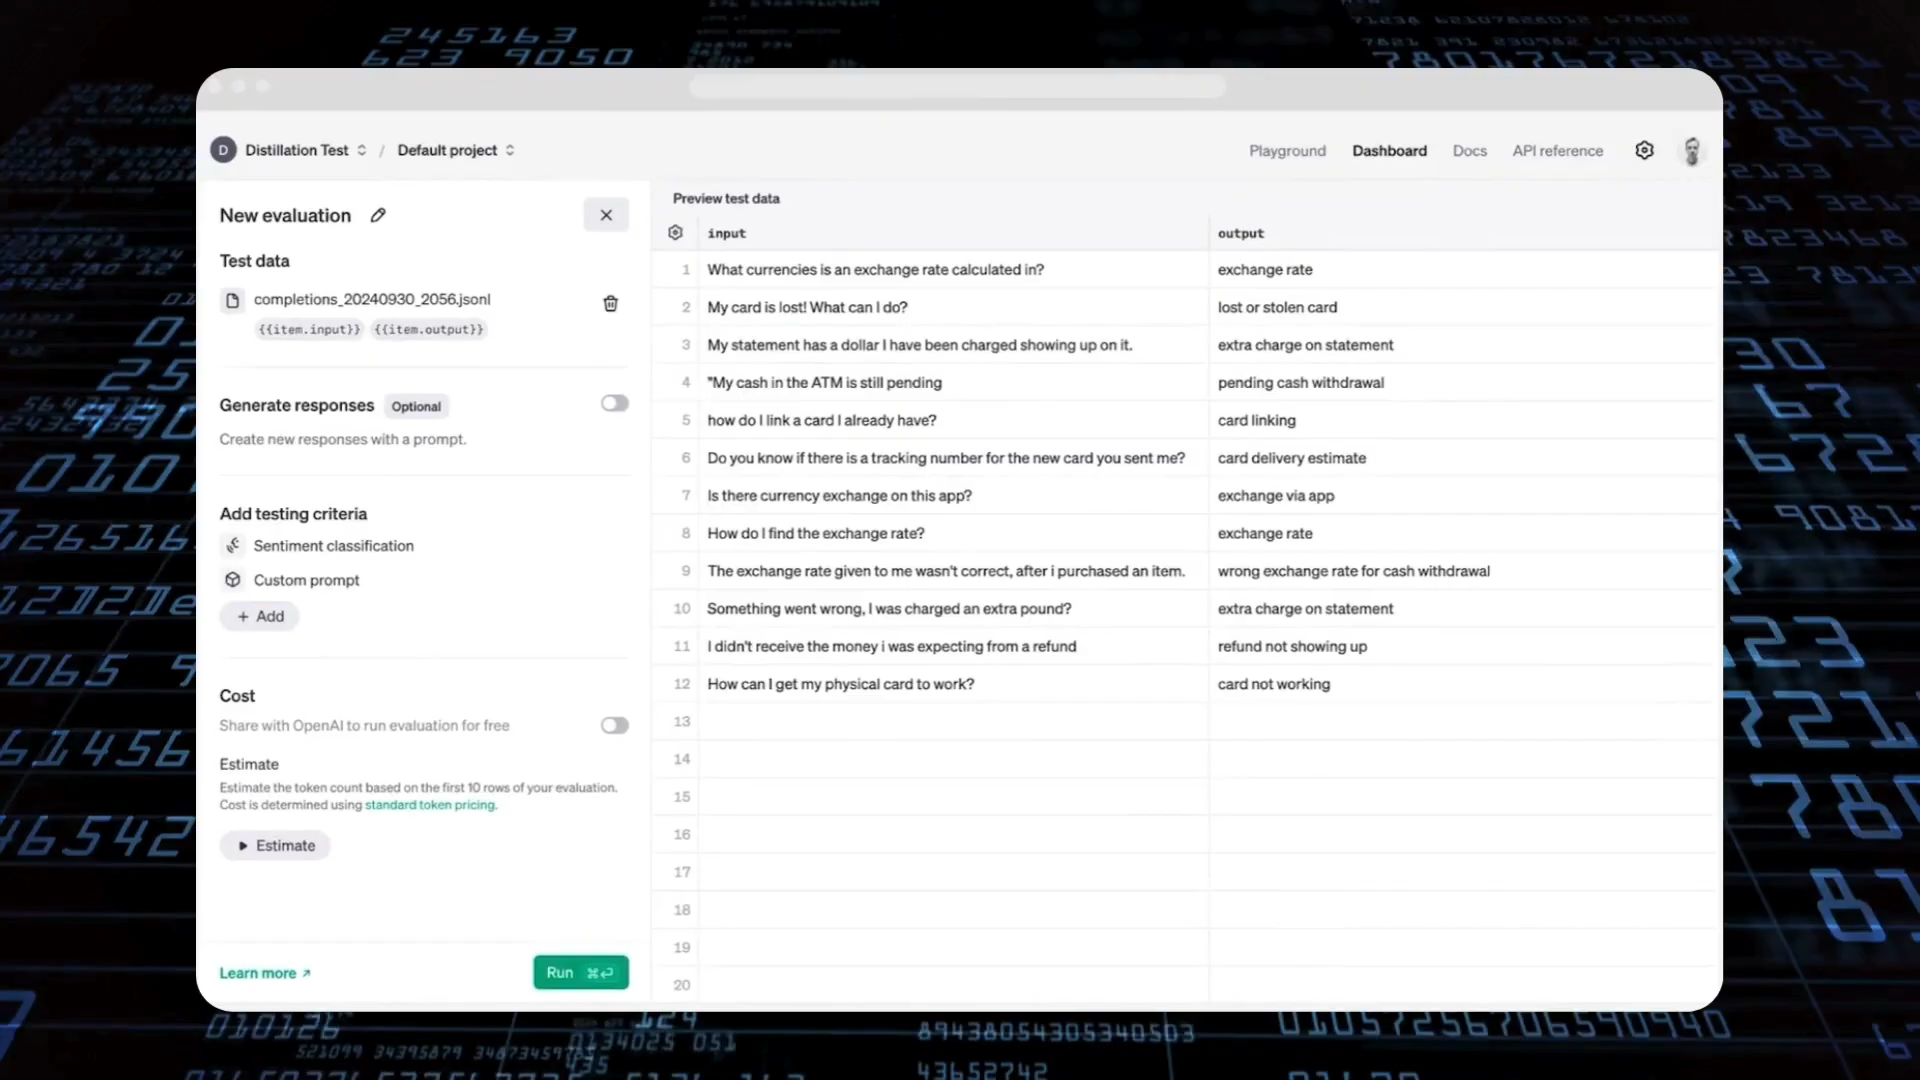 245163
623 9050
D Distillation Test / Default project
Playground Dashboard Docs API reference
New evaluation
Test data
completions_20240930_2056.jsonl
{{item.input}} {{item.output}}
Generate responses Optional
Create new responses with a prompt.
Add testing criteria
Sentiment classification
Custom prompt
+ Add
Cost
Share with OpenAI to run evaluation for free
Estimate
Estimate the token count based on the first 10 rows of your evaluation.
Cost is determined using standard token pricing.
Estimate
Learn more
Run ⌘↵
Preview test data
input output
1 What currencies is an exchange rate calculated in? exchange rate
2 My card is lost! What can I do? lost or stolen card
3 My statement has a dollar I have been charged showing up on it. extra charge on statement
4 "My cash in the ATM is still pending pending cash withdrawal
5 how do I link a card I already have? card linking
6 Do you know if there is a tracking number for the new card you sent me? card delivery estimate
7 Is there currency exchange on this app? exchange via app
8 How do I find the exchange rate? exchange rate
9 The exchange rate given to me wasn't correct, after i purchased an item. wrong exchange rate for cash withdrawal
10 Something went wrong, I was charged an extra pound? extra charge on statement
11 I didn't receive the money i was expecting from a refund refund not showing up
12 How can I get my physical card to work? card not working
13
14
15
16
17
18
19
20
010126
89438054305340503
43652742